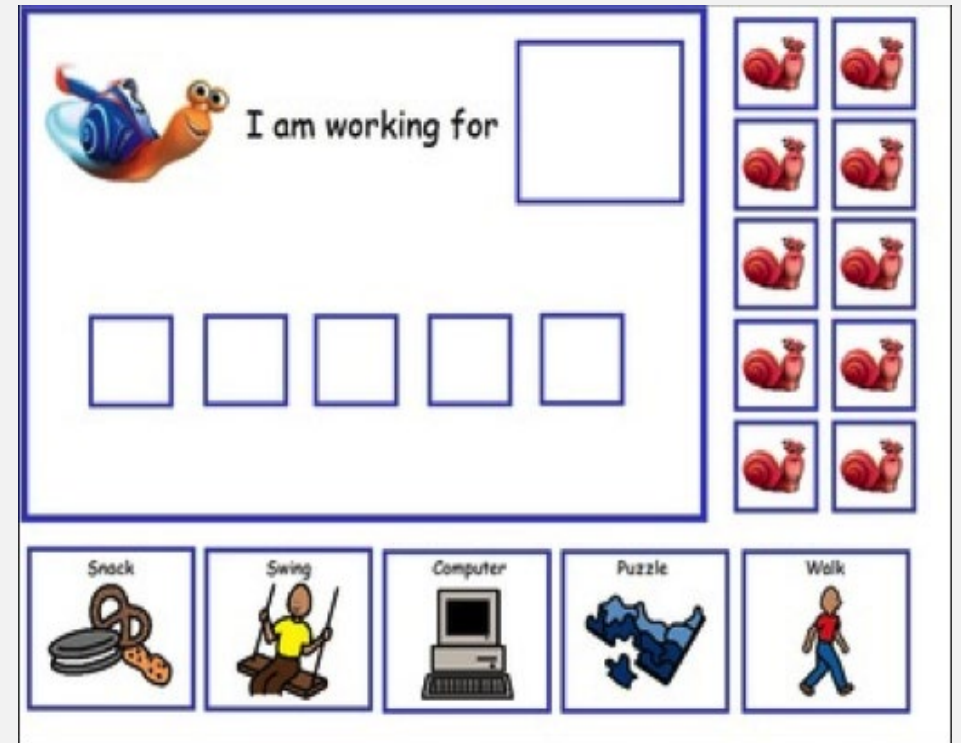 I am working for
Snack
Swing
Computer
Puzzle
Walk